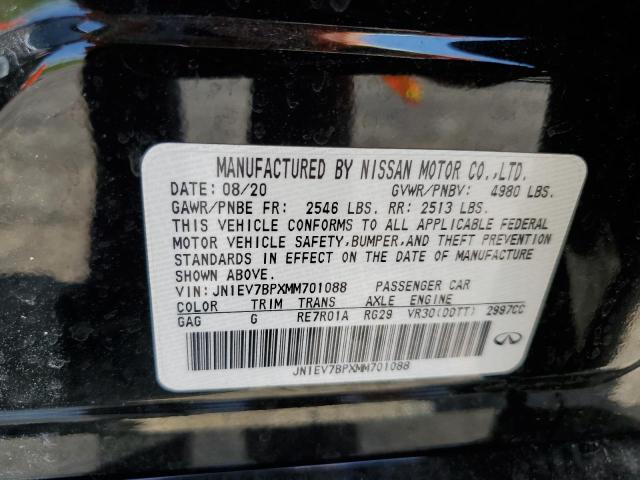 MANUFACTURED BY NISSAN MOTOR CO.,LTD.
DATE: 08/20 GVWR/PNBV: 4980 LBS.
GAWR/PNBE FR: 2546 LBS. RR: 2513 LBS.
THIS VEHICLE CONFORMS TO ALL APPLICABLE FEDERAL
MOTOR VEHICLE SAFETY,BUMPER,AND THEFT PREVENTION
STANDARDS IN EFFECT ON THE DATE OF MANUFACTURE
SHOWN ABOVE.
VIN: JN1EV7BPXMM701088 PASSENGER CAR
COLOR TRIM TRANS AXLE ENGINE
GAG G RE7R01A RG29 VR30(DDTT) 2997CC
JN1EV7BPXMM701088